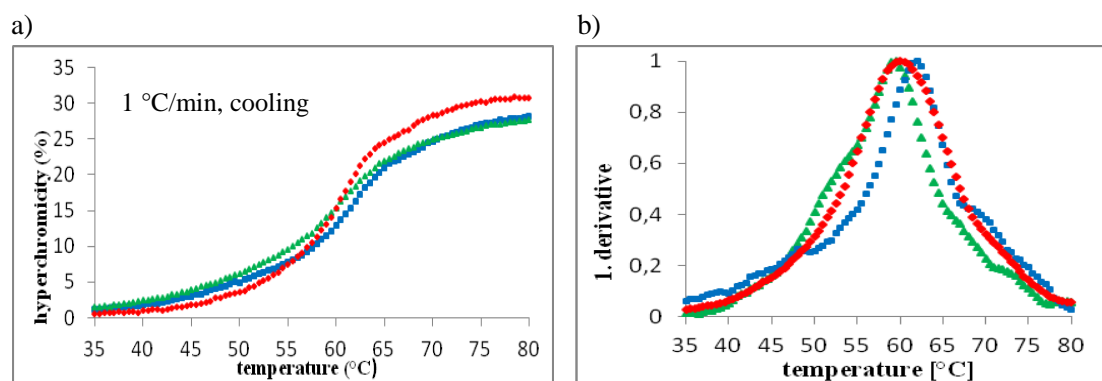 a)
b)
hyperchromicity (%)
35
30
25
20
15
10
5
0
1 °C/min, cooling
35 40 45 50 55 60 65 70 75 80
temperature (°C)
1. derivative
1
0,8
0,6
0,4
0,2
0
35 40 45 50 55 60 65 70 75 80
temperature [°C]